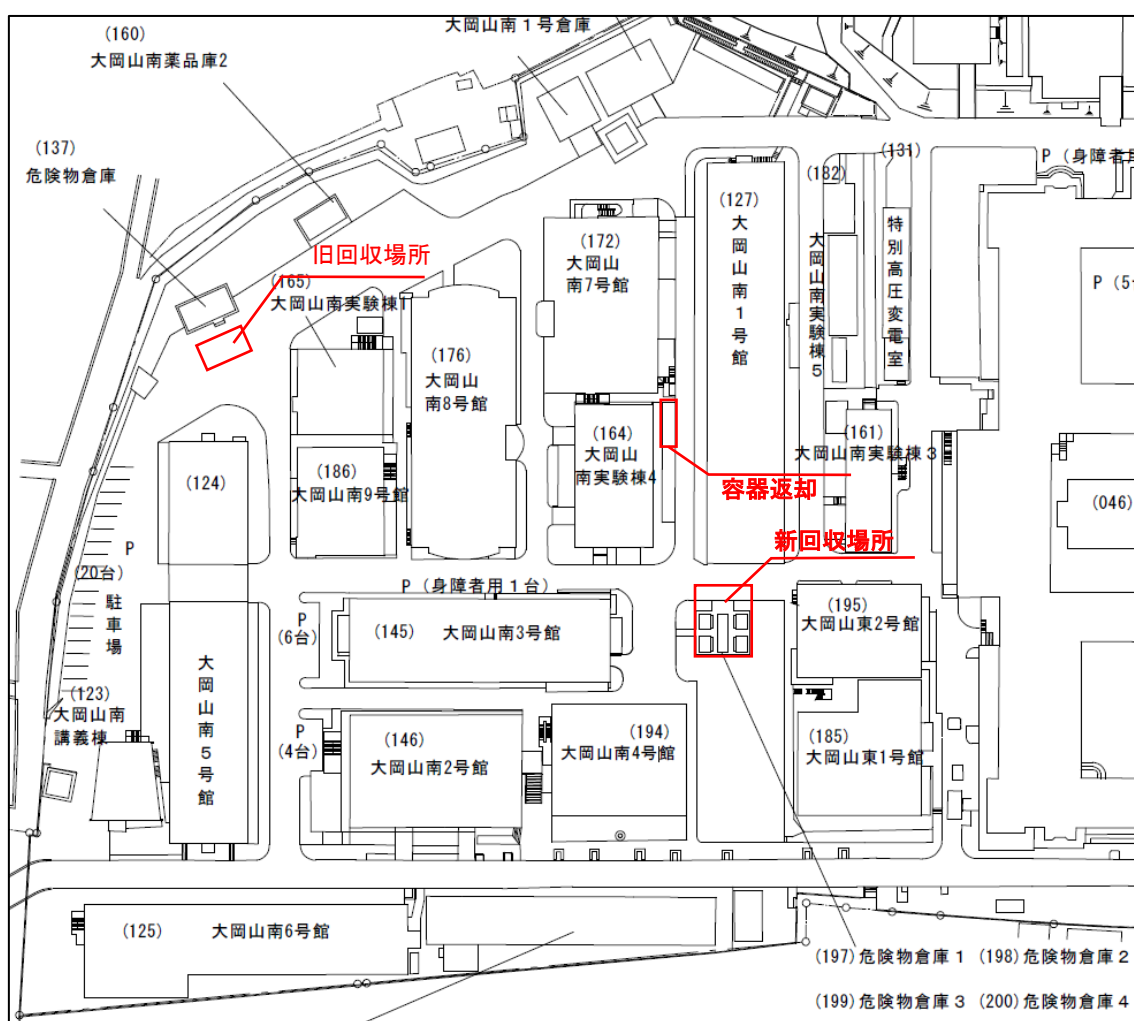 (160)
大岡山南薬品庫2
大岡山南1号倉庫
(137)
危険物倉庫
旧回収場所
(165)
大岡山南実験棟1
(172)
大岡山
南7号館
(127)
大岡山南1号館
(182)
大岡山南実験棟5
(131)
特別高圧変電室
P (身障者用
P (5
(176)
大岡山
南8号館
(124)
(186)
大岡山南9号館
(164)
大岡山
南実験棟4
(161)
大岡山南実験棟3
容器返却
(046)
新回収場所
P
(20台)
駐車場
P (身障者用1台)
P
(6台)
(145) 大岡山南3号館
(195)
大岡山東2号館
大岡山南5号館
(123)
大岡山南
講義棟
P
(4台)
(146)
大岡山南2号館
(194)
大岡山南4号館
(185)
大岡山東1号館
(125) 大岡山南6号館
(197) 危険物倉庫1 (198) 危険物倉庫2
(199) 危険物倉庫3 (200) 危険物倉庫4